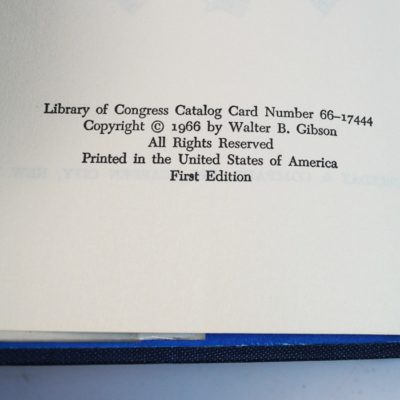 Library of Congress Catalog Card Number 66–17444
Copyright © 1966 by Walter B. Gibson
All Rights Reserved
Printed in the United States of America
First Edition